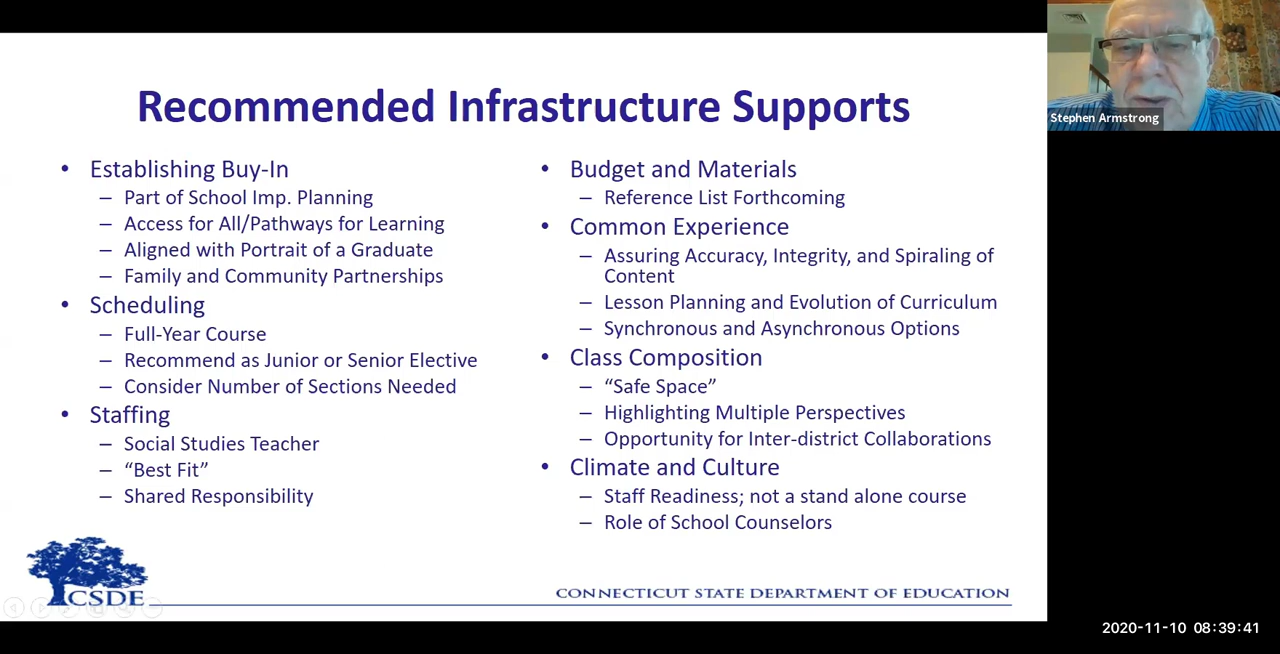 Recommended Infrastructure Supports
• Establishing Buy-In
– Part of School Imp. Planning
– Access for All/Pathways for Learning
– Aligned with Portrait of a Graduate
– Family and Community Partnerships
• Scheduling
– Full-Year Course
– Recommend as Junior or Senior Elective
– Consider Number of Sections Needed
• Staffing
– Social Studies Teacher
– “Best Fit”
– Shared Responsibility
• Budget and Materials
– Reference List Forthcoming
• Common Experience
– Assuring Accuracy, Integrity, and Spiraling of
Content
– Lesson Planning and Evolution of Curriculum
– Synchronous and Asynchronous Options
• Class Composition
– “Safe Space”
– Highlighting Multiple Perspectives
– Opportunity for Inter-district Collaborations
• Climate and Culture
– Staff Readiness; not a stand alone course
– Role of School Counselors
CSDE
CONNECTICUT STATE DEPARTMENT OF EDUCATION
Stephen Armstrong
2020-11-10 08:39:41